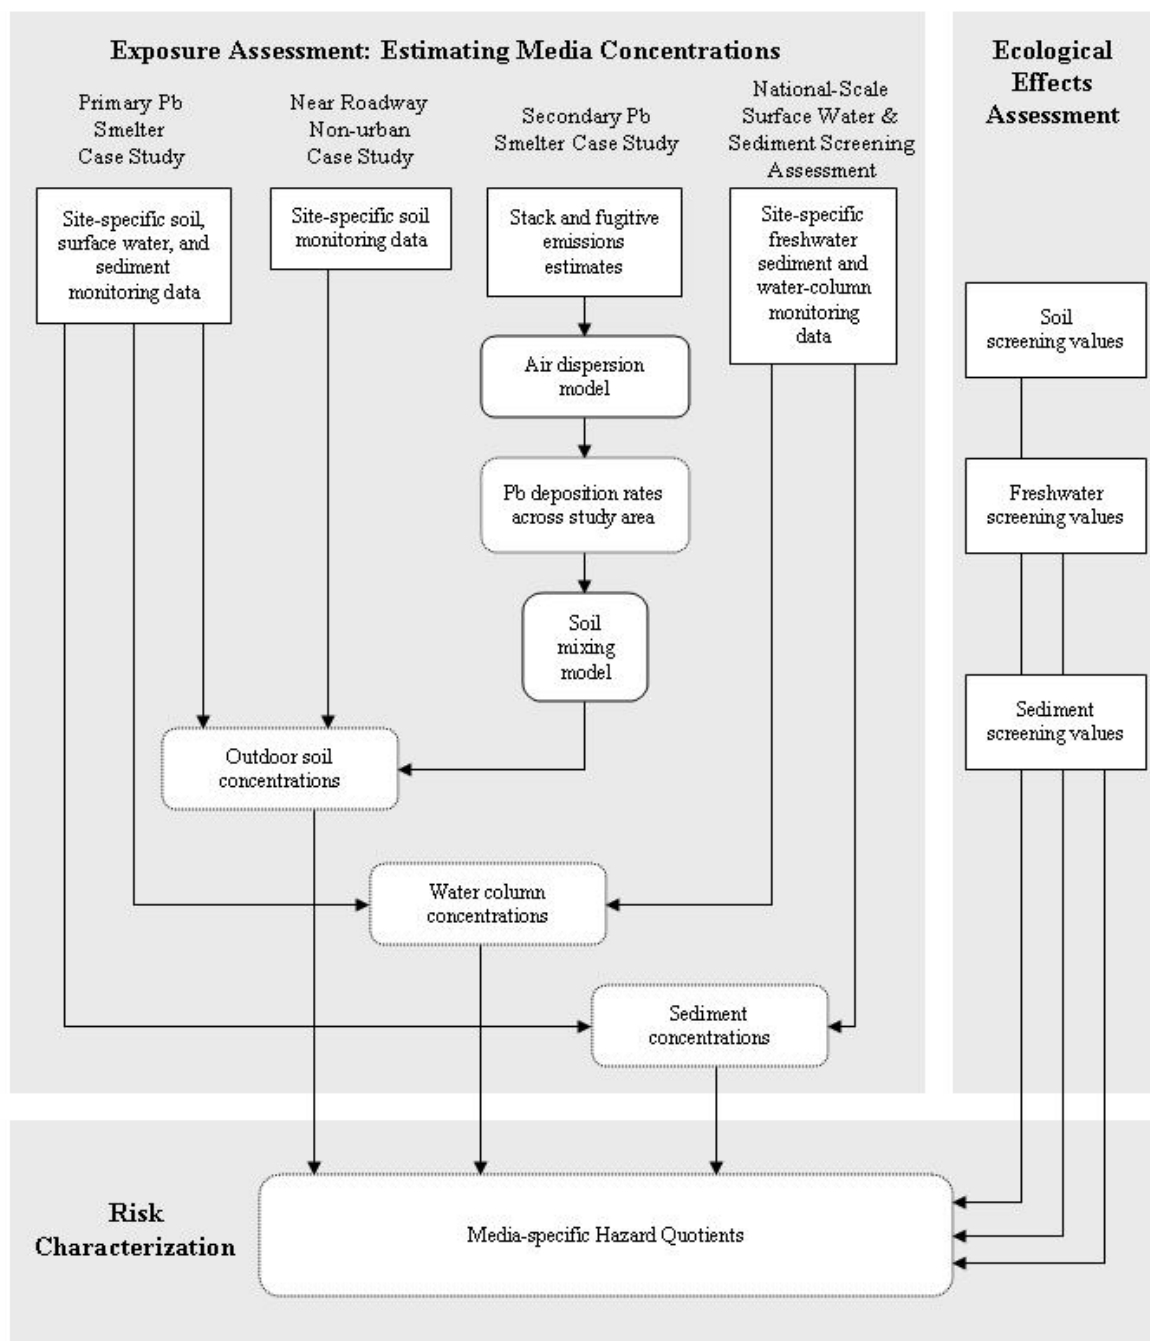 Exposure Assessment: Estimating Media Concentrations
Primary Pb
Smelter
Case Study
Near Roadway
Non-urban
Case Study
Secondary Pb
Smelter Case Study
National-Scale
Surface Water &
Sediment Screening
Assessment
Ecological
Effects
Assessment
Site-specific soil,
surface water, and
sediment
monitoring data
Site-specific soil
monitoring data
Stack and fugitive
emissions
estimates
Site-specific
freshwater
sediment and
water-column
monitoring
data
Soil
screening values
Air dispersion
model
Pb deposition rates
across study area
Freshwater
screening values
Soil
mixing
model
Sediment
screening values
Outdoor soil
concentrations
Water column
concentrations
Sediment
concentrations
Risk
Characterization
Media-specific Hazard Quotients